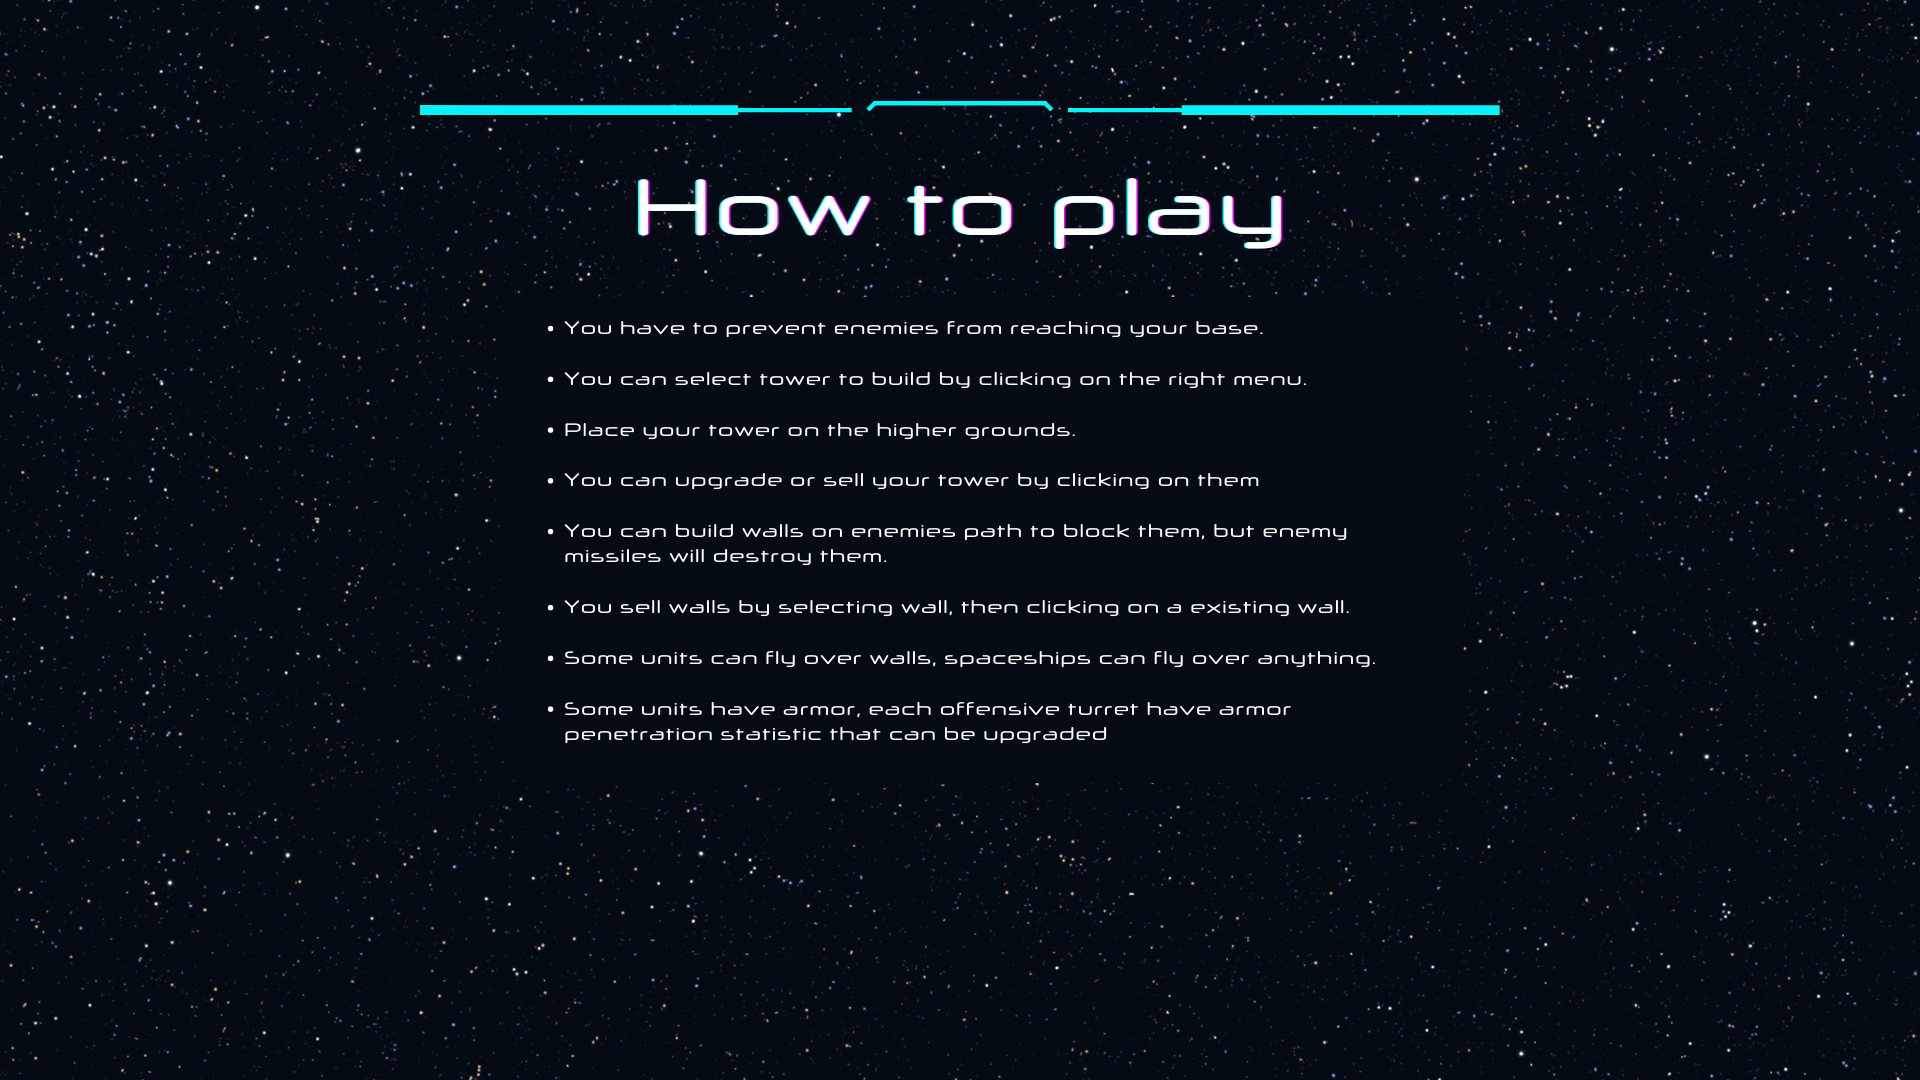 How to play
• You have to prevent enemies from reaching your base.
• You can select tower to build by clicking on the right menu.
• Place your tower on the higher grounds.
• You can upgrade or sell your tower by clicking on them
• You can build walls on enemies path to block them, but enemy
missiles will destroy them.
• You sell walls by selecting wall, then clicking on a existing wall.
• Some units can fly over walls, spaceships can fly over anything.
• Some units have armor, each offensive turret have armor
penetration statistic that can be upgraded